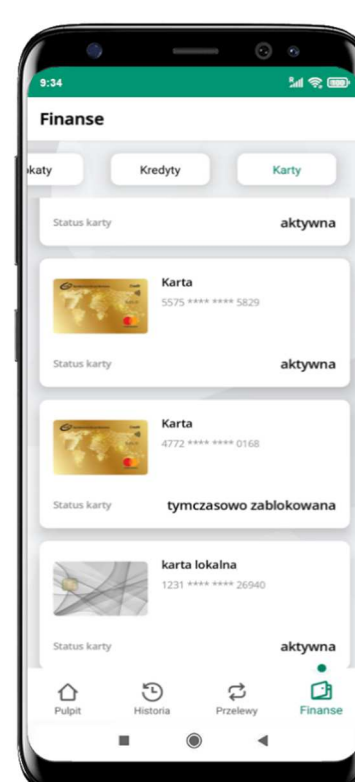 9:34
Finanse
katy Kredyty Karty
Status karty aktywna
Karta
5575 **** **** 5829
Status karty aktywna
Karta
4772 **** **** 0168
Status karty tymczasowo zablokowana
karta lokalna
1231 **** **** 26940
Status karty aktywna
Pulpit Historia Przelewy Finanse